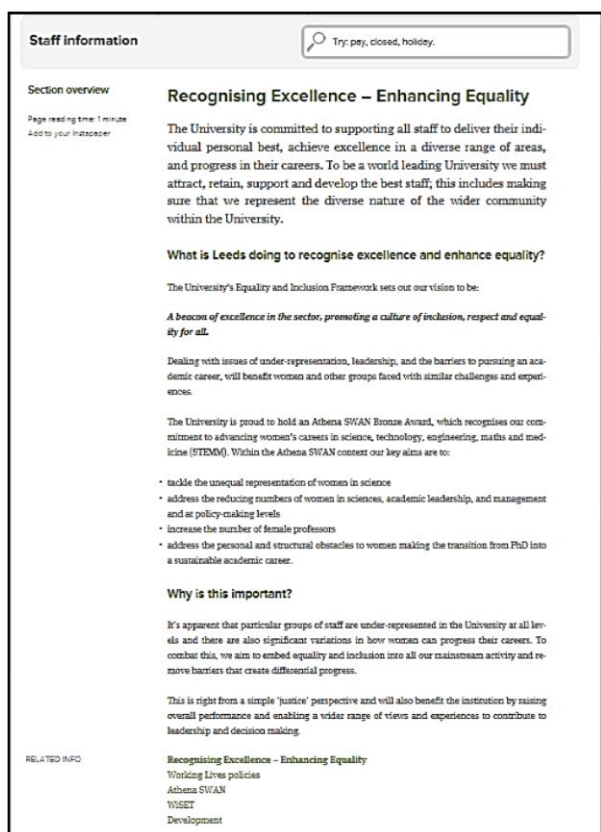 Staff information
Try: pay, closed, holiday.
Section overview
Page reading time: 1 minute
Add to your Instapaper
Recognising Excellence – Enhancing Equality
The University is committed to supporting all staff to deliver their indi-
vidual personal best, achieve excellence in a diverse range of areas,
and progress in their careers. To be a world leading University we must
attract, retain, support and develop the best staff; this includes making
sure that we represent the diverse nature of the wider community
within the University.
What is Leeds doing to recognise excellence and enhance equality?
The University's Equality and Inclusion Framework sets out our vision to be:
A beacon of excellence in the sector, promoting a culture of inclusion, respect and equal-
ity for all.
Dealing with issues of under-representation, leadership, and the barriers to pursuing an aca-
demic career, will benefit women and other groups faced with similar challenges and experi-
ences.
The University is proud to hold an Athena SWAN Bronze Award, which recognises our com-
mitment to advancing women's careers in science, technology, engineering, maths and med-
icine (STEMM). Within the Athena SWAN context our key aims are to:
• tackle the unequal representation of women in science
• address the reducing numbers of women in sciences, academic leadership, and management
and at policy-making levels
• increase the number of female professors
• address the personal and structural obstacles to women making the transition from PhD into
a sustainable academic career.
Why is this important?
It's apparent that particular groups of staff are under-represented in the University at all lev-
els and there are also significant variations in how women can progress their careers. To
combat this, we aim to embed equality and inclusion into all our mainstream activity and re-
move barriers that create differential progress.
This is right from a simple 'justice' perspective and will also benefit the institution by raising
overall performance and enabling a wider range of views and experiences to contribute to
leadership and decision making.
RELATED INFO
Recognising Excellence – Enhancing Equality
Working Lives policies
Athena SWAN
WiSET
Development